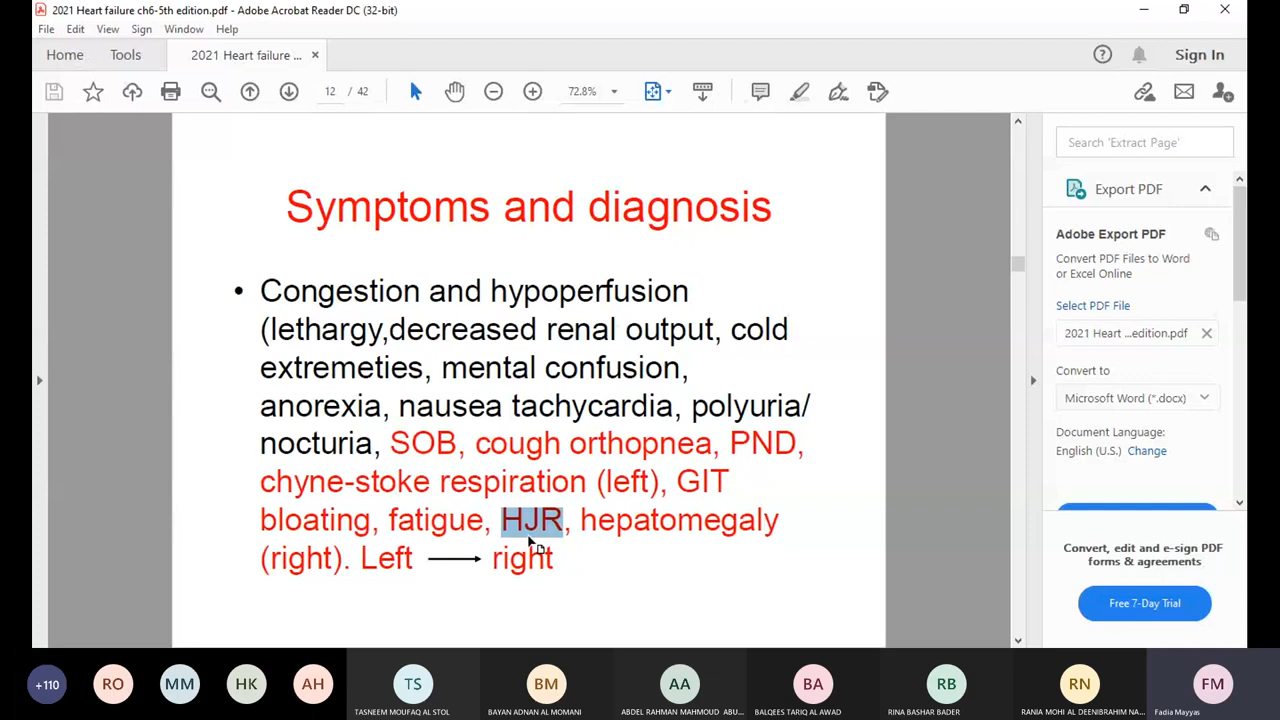 2021 Heart failure ch6-5th edition.pdf - Adobe Acrobat Reader DC (32-bit)
File Edit View Sign Window Help
Home Tools 2021 Heart failure ... × Sign In
12 / 42 72.8%
Symptoms and diagnosis
• Congestion and hypoperfusion
(lethargy,decreased renal output, cold
extremeties, mental confusion,
anorexia, nausea tachycardia, polyuria/
nocturia, SOB, cough orthopnea, PND,
chyne-stoke respiration (left), GIT
bloating, fatigue, HJR, hepatomegaly
(right). Left → right
Search 'Extract Page'
Export PDF
Adobe Export PDF
Convert PDF Files to Word
or Excel Online
Select PDF File
2021 Heart ...edition.pdf
Convert to
Microsoft Word (*.docx)
Document Language:
English (U.S.) Change
Convert, edit and e-sign PDF
forms & agreements
Free 7-Day Trial
+110 RO MM HK AH TS BM AA BA RB RN FM
TASNEEM MOUFAQ AL STOL BAYAN ADNAN AL MOMANI ABDEL RAHMAN MAHMOUD ABU... BALQEES TARIQ AL AWAD RINA BASHAR BADER RANIA MOHI AL DEENIBRAHIM NA... Fadia Mayyas